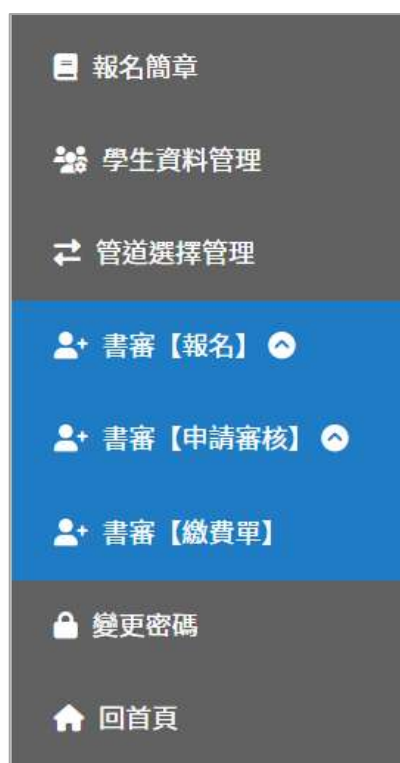 報名簡章
學生資料管理
管道選擇管理
書審【報名】
書審【申請審核】
書審【繳費單】
變更密碼
回首頁